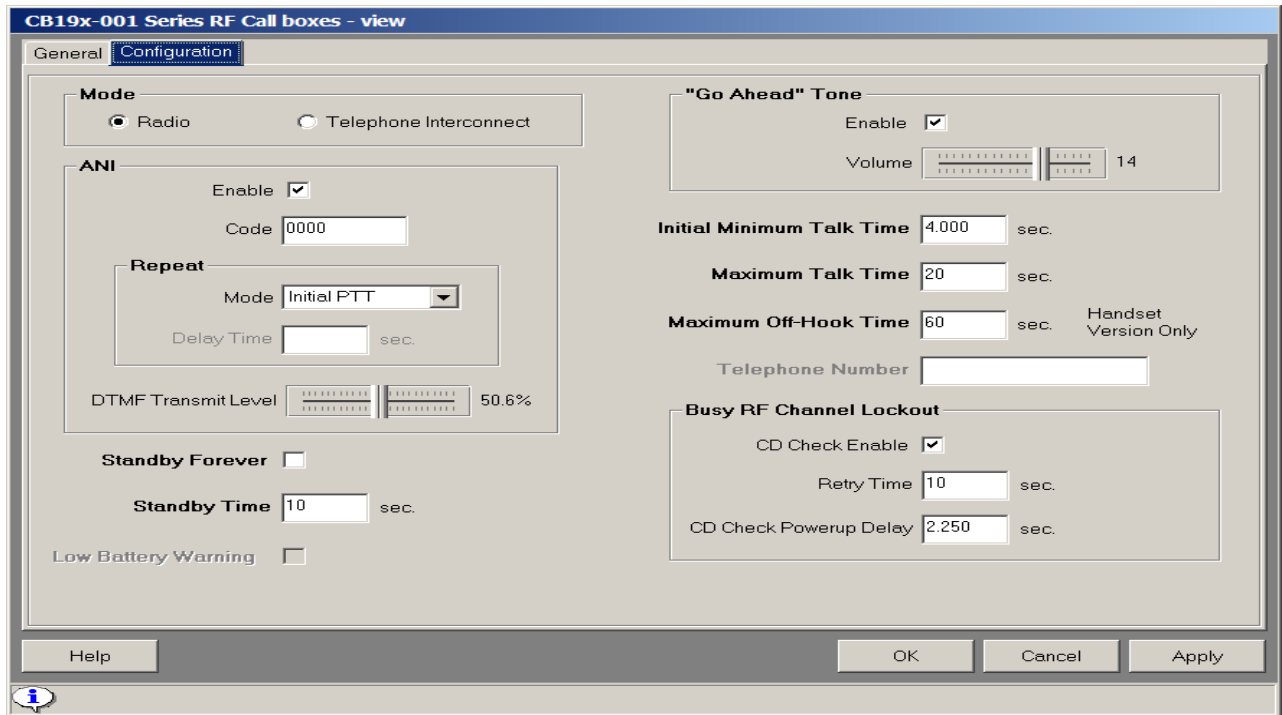 CB19x-001 Series RF Call boxes - view
General Configuration
Mode
Radio Telephone Interconnect
ANI
Enable
Code 0000
Repeat
Mode Initial PTT
Delay Time sec.
DTMF Transmit Level 50.6%
Standby Forever
Standby Time 10 sec.
Low Battery Warning
"Go Ahead" Tone
Enable
Volume 14
Initial Minimum Talk Time 4.000 sec.
Maximum Talk Time 20 sec.
Maximum Off-Hook Time 60 sec. Handset
Version Only
Telephone Number
Busy RF Channel Lockout
CD Check Enable
Retry Time 10 sec.
CD Check Powerup Delay 2.250 sec.
Help OK Cancel Apply